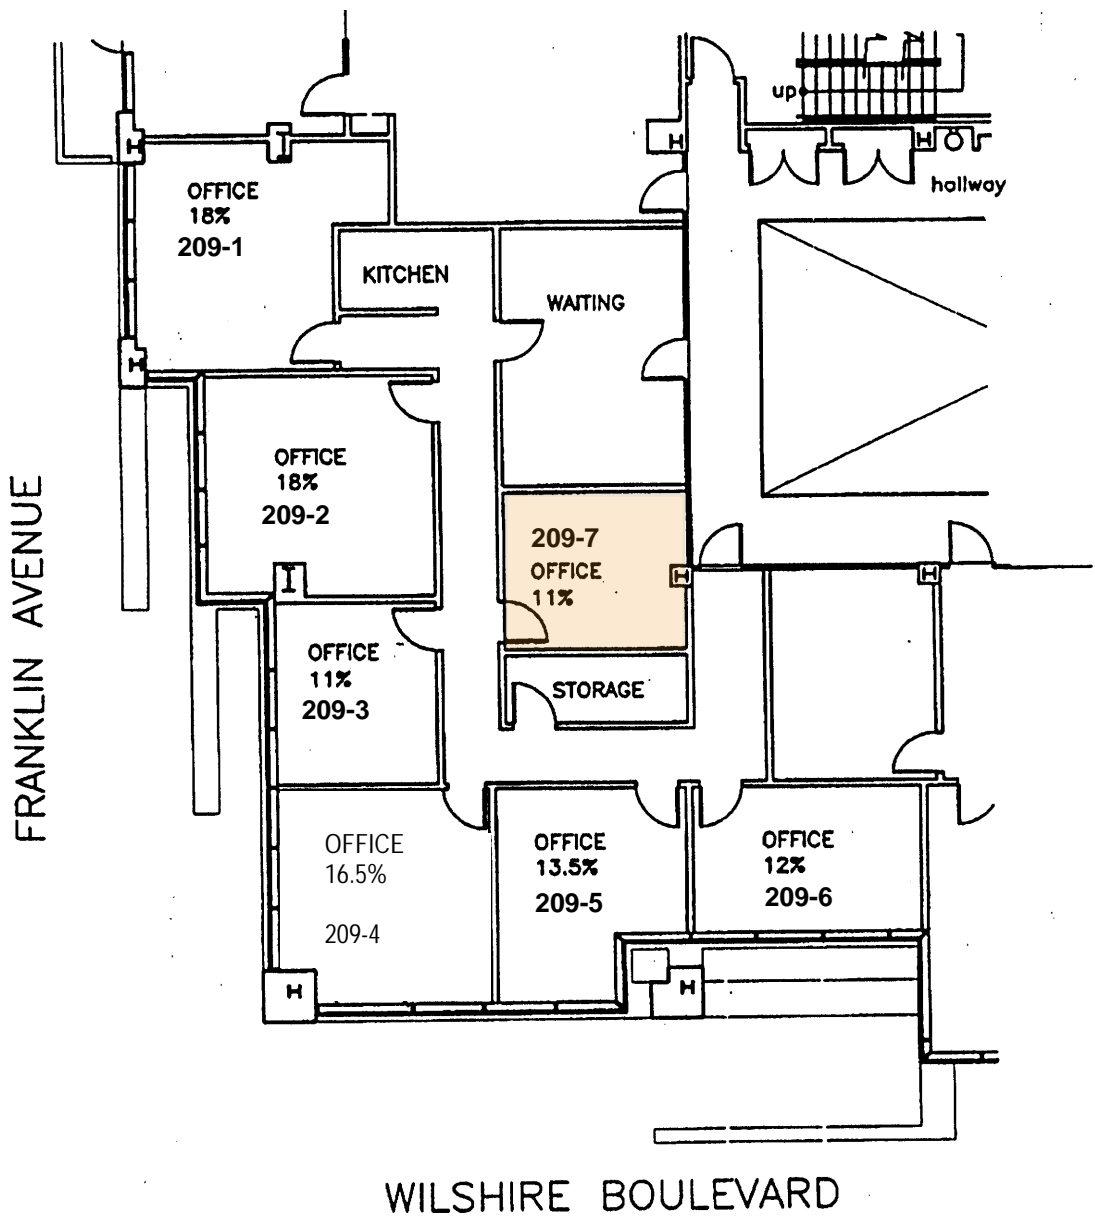 up
hallway
OFFICE
18%
209-1
KITCHEN
WAITING
OFFICE
18%
209-2
209-7
OFFICE
11%
OFFICE
11%
209-3
STORAGE
OFFICE
16.5%
209-4
OFFICE
13.5%
209-5
OFFICE
12%
209-6
FRANKLIN AVENUE
WILSHIRE BOULEVARD